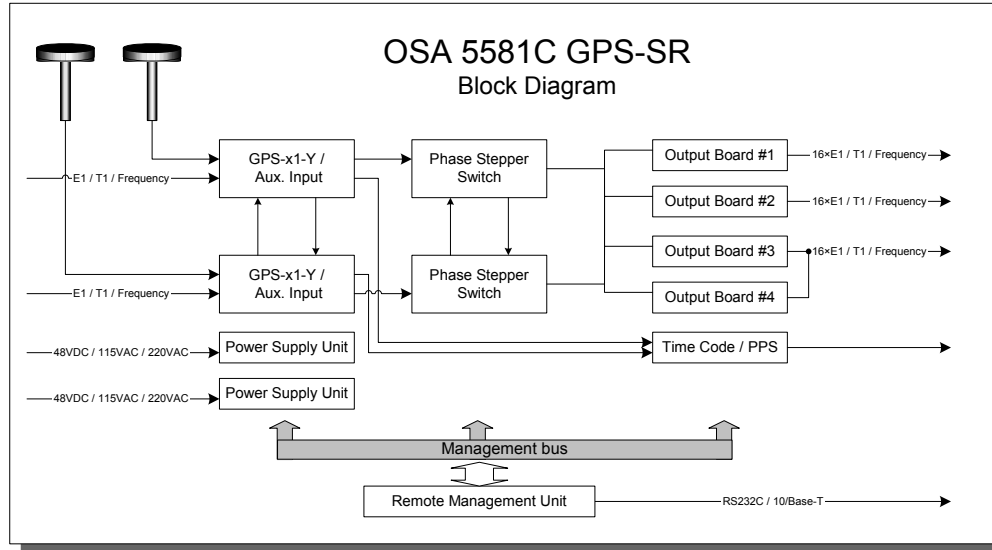 OSA 5581C GPS-SR
Block Diagram
GPS-x1-Y /
Aux. Input
Phase Stepper
Switch
Output Board #1
16×E1 / T1 / Frequency
E1 / T1 / Frequency
Output Board #2
16×E1 / T1 / Frequency
GPS-x1-Y /
Aux. Input
Phase Stepper
Switch
Output Board #3
16×E1 / T1 / Frequency
E1 / T1 / Frequency
Output Board #4
48VDC / 115VAC / 220VAC
Power Supply Unit
Time Code / PPS
48VDC / 115VAC / 220VAC
Power Supply Unit
Management bus
Remote Management Unit
RS232C / 10/Base-T